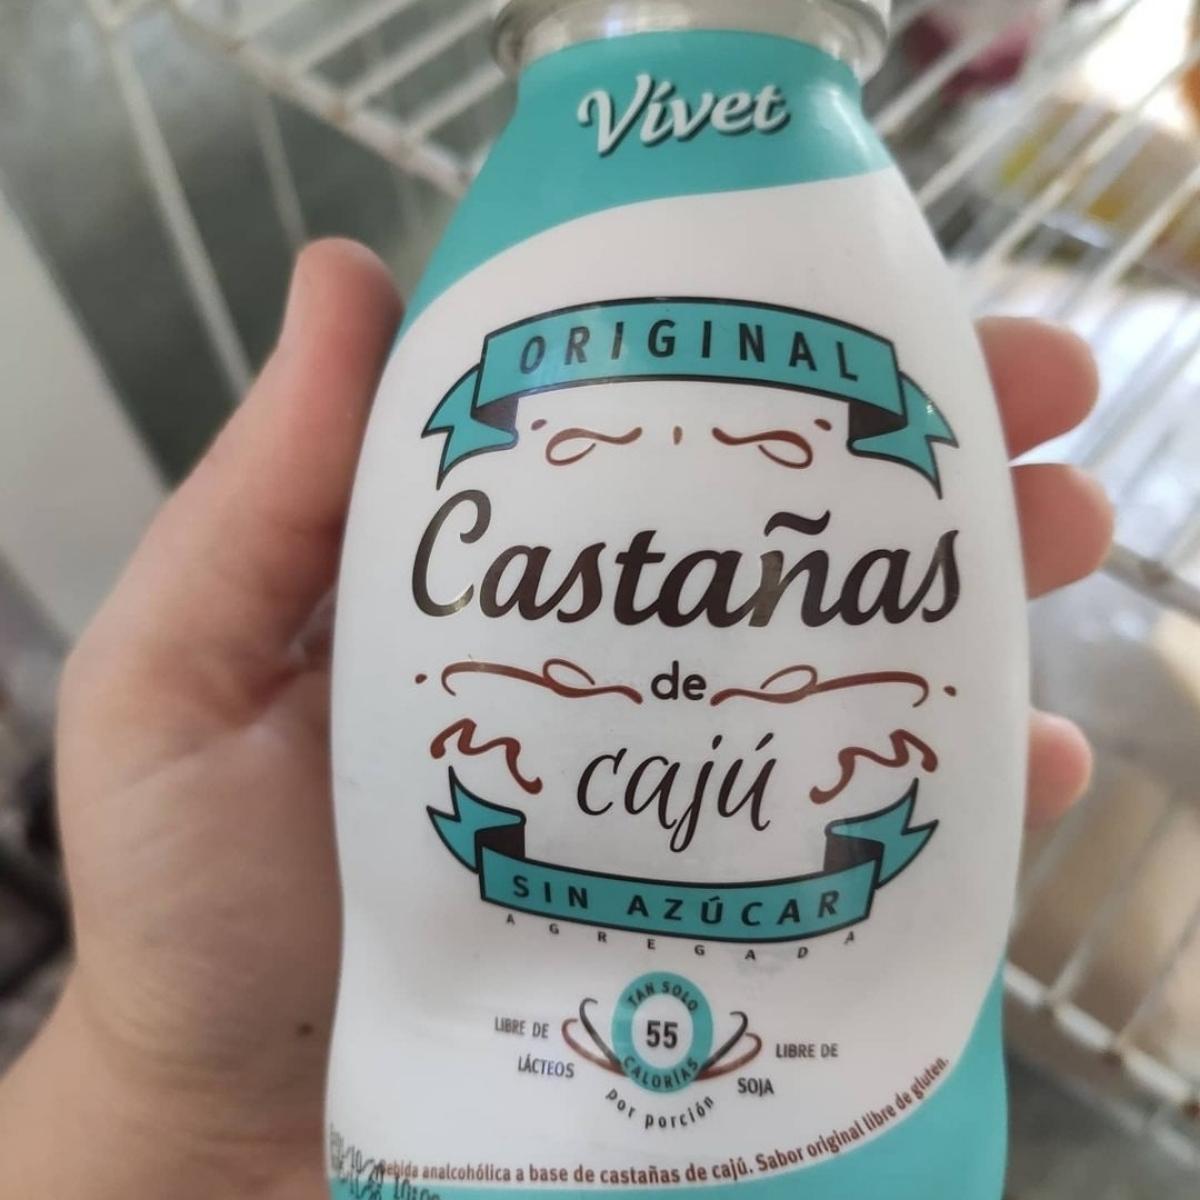 Vívet
ORIGINAL
Castañas
de
cajú
SIN AZÚCAR
AGREGADA
TAN SOLO
55
CALORÍAS
por porción
LIBRE DE
LÁCTEOS
LIBRE DE
SOJA
analcohólica a base de castañas de cajú. Sabor original libre de gluten.